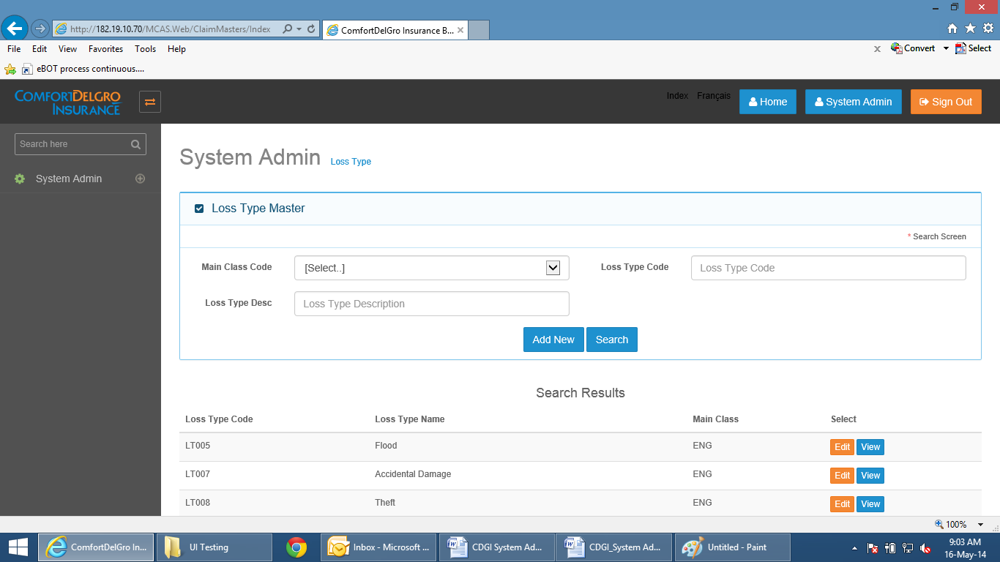 http://182.19.10.70/MCAS.Web/ClaimMasters/Index
ComfortDelGro Insurance B...
File Edit View Favorites Tools Help
x Convert Select
eBOT process continuous....
COMFORTDELGRO
INSURANCE
Index Français Home System Admin Sign Out
Search here
System Admin
System Admin Loss Type
Loss Type Master
* Search Screen
Main Class Code [Select..] Loss Type Code Loss Type Code
Loss Type Desc Loss Type Description
Add New Search
Search Results
Loss Type Code Loss Type Name Main Class Select
LT005 Flood ENG Edit View
LT007 Accidental Damage ENG Edit View
LT008 Theft ENG Edit View
100%
ComfortDelGro In... UI Testing Inbox - Microsoft ... CDGI System Ad... CDGI_System Ad... Untitled - Paint
9:03 AM
16-May-14